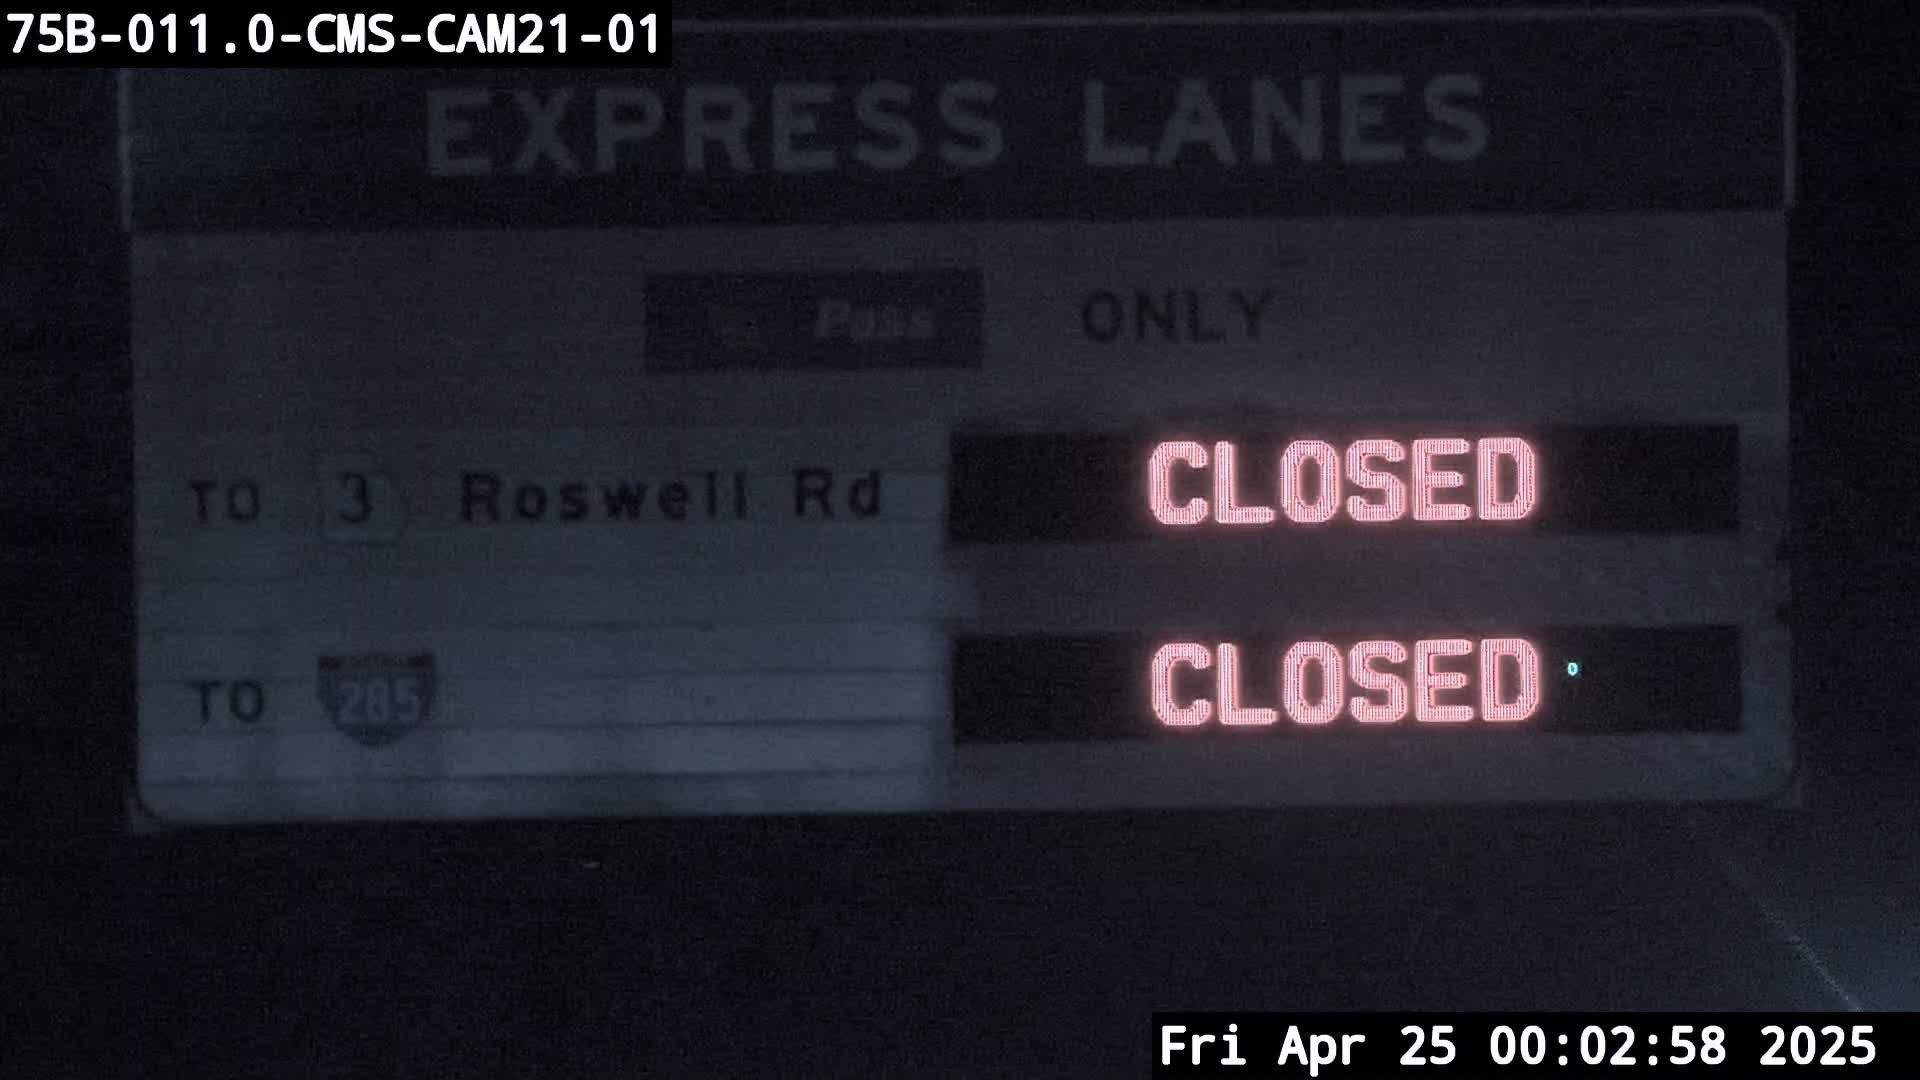 75B-011.0-CMS-CAM21-01
EXPRESS LANES
Pass ONLY
TO 3 Roswell Rd CLOSED
TO 285 CLOSED
Fri Apr 25 00:02:58 2025